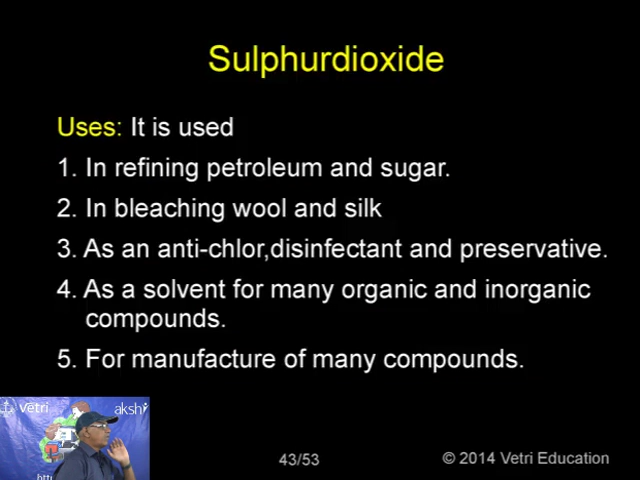 Sulphurdioxide
Uses: It is used
1. In refining petroleum and sugar.
2. In bleaching wool and silk
3. As an anti-chlor,disinfectant and preservative.
4. As a solvent for many organic and inorganic
compounds.
5. For manufacture of many compounds.
Vetri
akshi
43/53
© 2014 Vetri Education